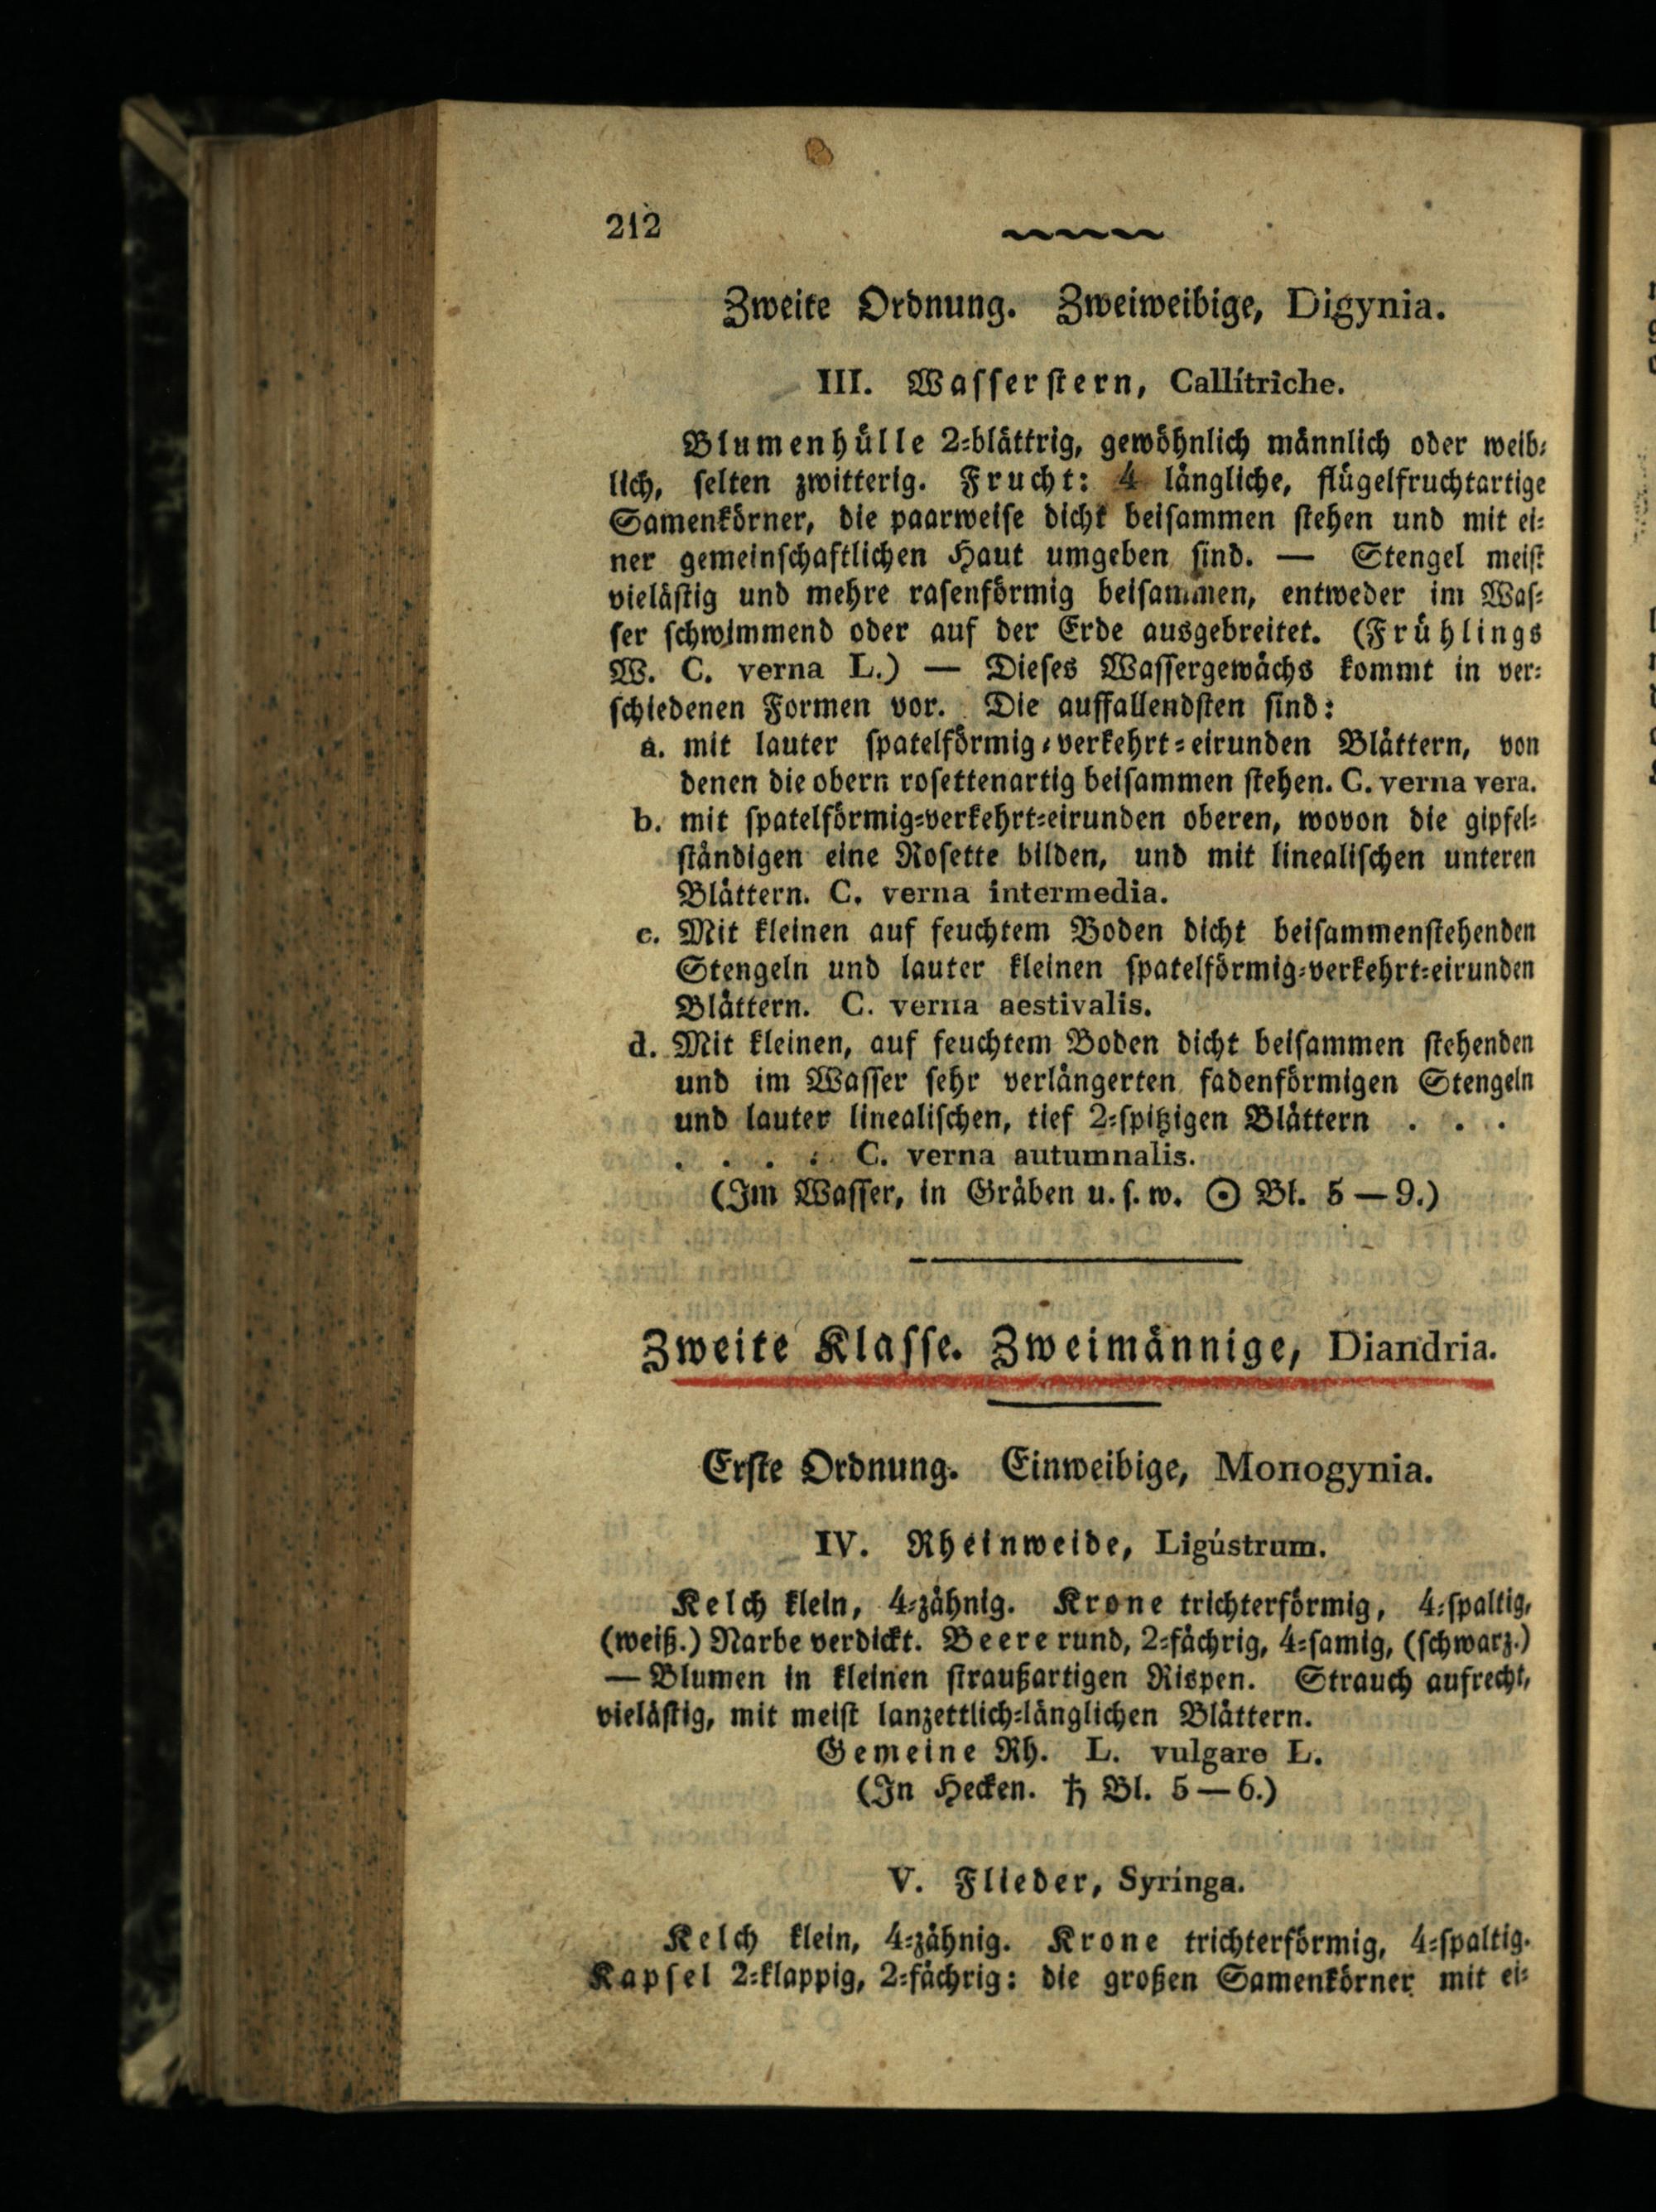 212
Zweite Ordnung. Zweiweibige, Digynia.
III. Wasserstern, Callítriche.
Blumenhülle 2-blättrig, gewöhnlich männlich oder weib-
lich, selten zwitterig. Frucht: 4 längliche, flügelfruchtartige
Samenkörner, die paarweise dicht beisammen stehen und mit ei-
ner gemeinschaftlichen Haut umgeben sind. — Stengel meist
vielästig und mehre rasenförmig beisammen, entweder im Was-
ser schwimmend oder auf der Erde ausgebreitet. (Frühlings
W. C. verna L.) — Dieses Wassergewächs kommt in ver-
schiedenen Formen vor. Die auffallendsten sind:
a. mit lauter spatelförmig-verkehrt-eirunden Blättern, von
denen die obern rosettenartig beisammen stehen. C. verna vera.
b. mit spatelförmig-verkehrt-eirunden oberen, wovon die gipfel-
ständigen eine Rosette bilden, und mit linealischen unteren
Blättern. C. verna intermedia.
c. Mit kleinen auf feuchtem Boden dicht beisammenstehenden
Stengeln und lauter kleinen spatelförmig-verkehrt-eirunden
Blättern. C. verna aestivalis.
d. Mit kleinen, auf feuchtem Boden dicht beisammen stehenden
und im Wasser sehr verlängerten fadenförmigen Stengeln
und lauter linealischen, tief 2-spitzigen Blättern . . .
. . . . C. verna autumnalis.
(Im Wasser, in Gräben u. s. w. ☉ Bl. 5 — 9.)
Zweite Klasse. Zweimännige, Diandria.
Erste Ordnung. Einweibige, Monogynia.
IV. Rheinweide, Ligústrum.
Kelch klein, 4-zähnig. Krone trichterförmig, 4-spaltig,
(weiß.) Narbe verdickt. Beere rund, 2-fächrig, 4-samig, (schwarz.)
— Blumen in kleinen straußartigen Rispen. Strauch aufrecht,
vielästig, mit meist lanzettlich-länglichen Blättern.
Gemeine Rh. L. vulgare L.
(In Hecken. ♄ Bl. 5 — 6.)
V. Flieder, Syrínga.
Kelch klein, 4-zähnig. Krone trichterförmig, 4-spaltig.
Kapsel 2-klappig, 2-fächrig: die großen Samenkörner mit ei-